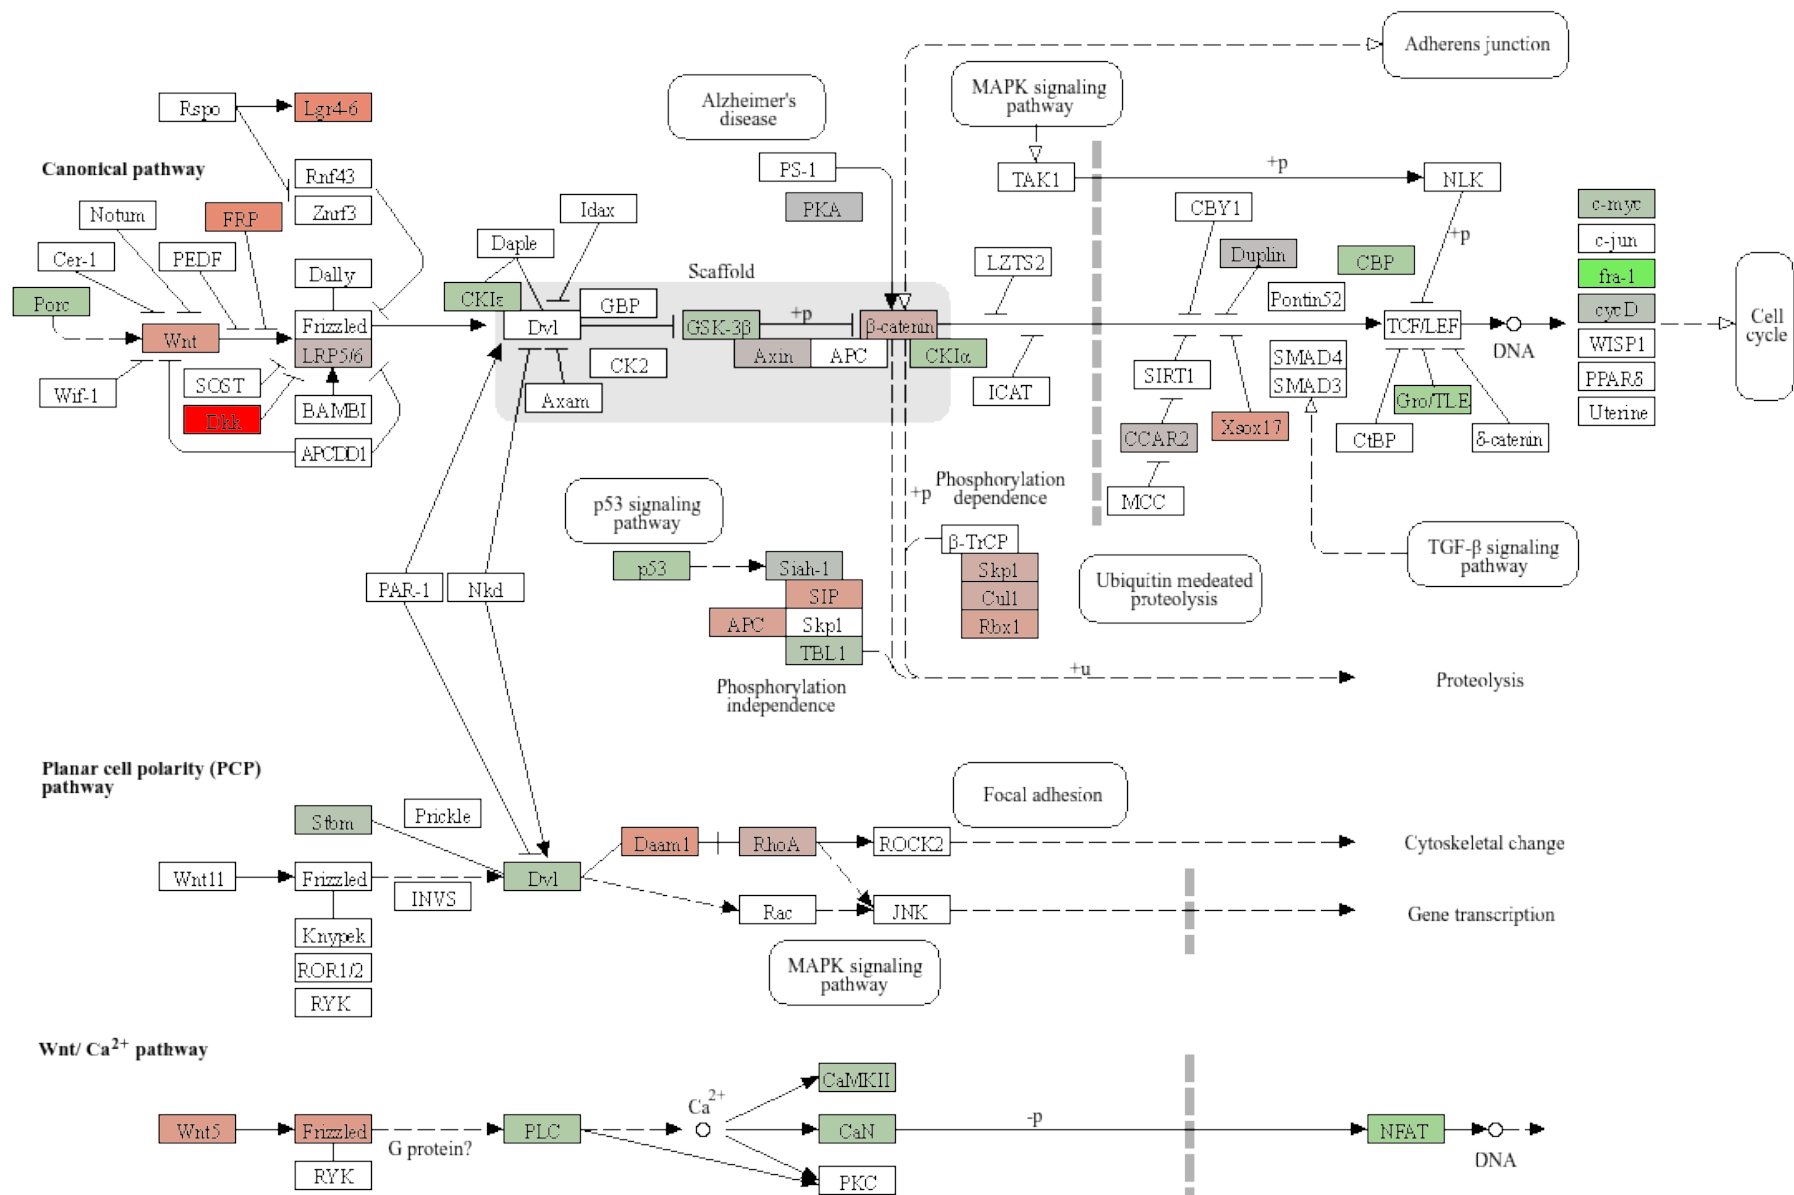 Adherens junction
MAPK signaling
pathway
Alzheimer's
disease
Rspo
Lgr4-6
Canonical pathway
Rnf43
Znrf3
PS-1
PKA
TAK1
+p
NLK
Notum
FRP
Idax
Daple
CBY1
c-myc
c-jun
Cer-1
PEDF
Dally
Scaffold
LZTS2
Duplin
CBP
+p
fra-1
Porc
CKIε
GBP
Pontin52
cycD
Cell
cycle
Wnt
Frizzled
LRP5/6
Dvl
GSK-3β
+p
β-catenin
TCF/LEF
DNA
WISP1
Axin
APC
CKIα
CK2
SMAD4
SMAD3
PPARδ
Wif-1
SOST
BAMBI
Axam
ICAT
SIRT1
Gro/TLE
Uterine
Dkk
CCAR2
Xsox17
CtBP
δ-catenin
APCDD1
MCC
p53 signaling
pathway
+p
Phosphorylation
dependence
β-TrCP
TGF-β signaling
pathway
p53
Siah-1
Skp1
Ubiquitin medeated
proteolysis
PAR-1
Nkd
SIP
Cul1
APC
Skp1
Rbx1
TBL1
+u
Proteolysis
Phosphorylation
independence
Planar cell polarity (PCP)
pathway
Focal adhesion
Stbm
Prickle
Daam1
RhoA
ROCK2
Cytoskeletal change
Wnt11
Frizzled
INVS
Dvl
Rac
JNK
Gene transcription
Knypek
ROR1/2
RYK
MAPK signaling
pathway
Wnt/ Ca2+ pathway
CaMKII
Ca2+
Wnt5
Frizzled
G protein?
PLC
CaN
-p
NFAT
DNA
RYK
PKC